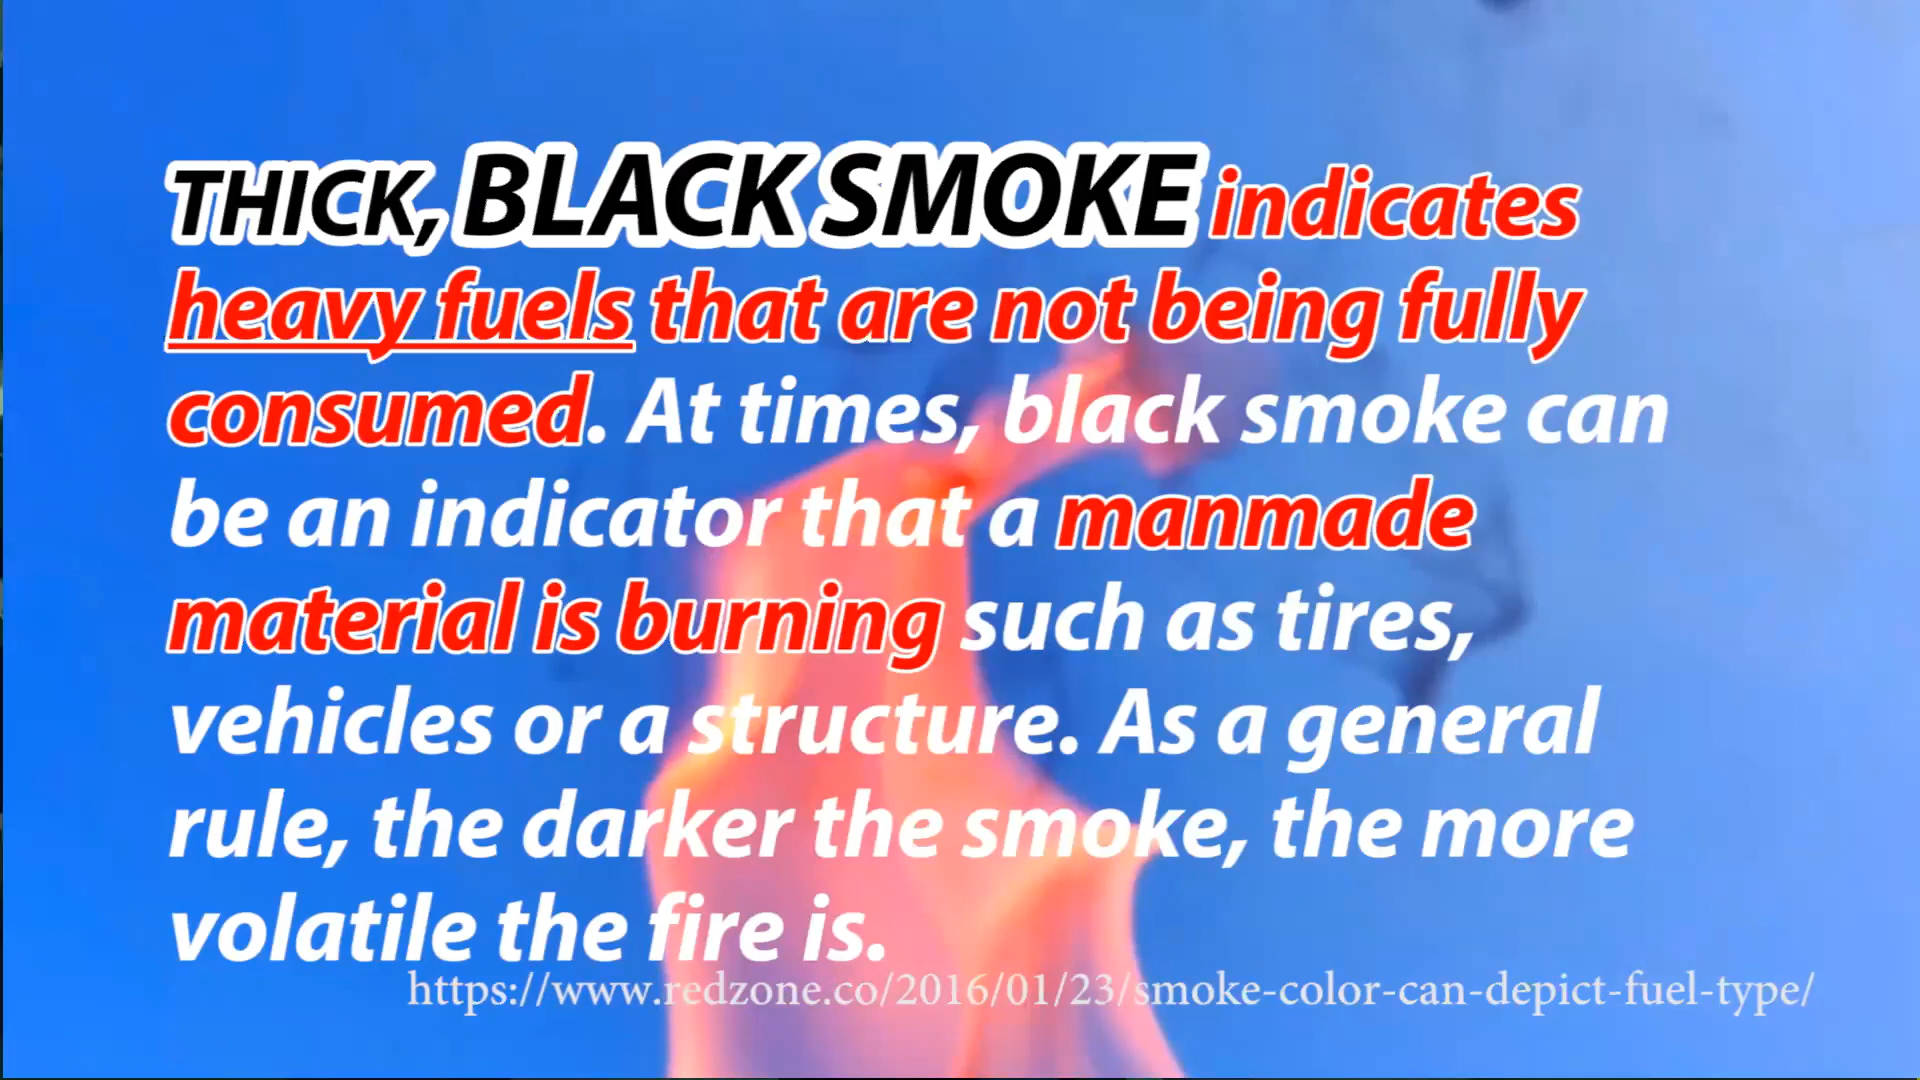 THICK, BLACK SMOKE indicates
heavy fuels that are not being fully
consumed. At times, black smoke can
be an indicator that a manmade
material is burning such as tires,
vehicles or a structure. As a general
rule, the darker the smoke, the more
volatile the fire is.
https://www.redzone.co/2016/01/23/smoke-color-can-depict-fuel-type/